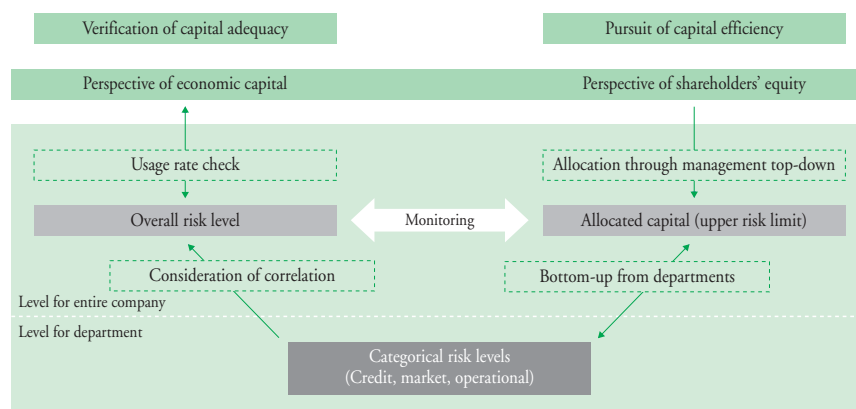 Verification of capital adequacy
Pursuit of capital efficiency
Perspective of economic capital
Perspective of shareholders' equity
Usage rate check
Allocation through management top-down
Overall risk level
Monitoring
Allocated capital (upper risk limit)
Consideration of correlation
Bottom-up from departments
Level for entire company
Level for department
Categorical risk levels
(Credit, market, operational)